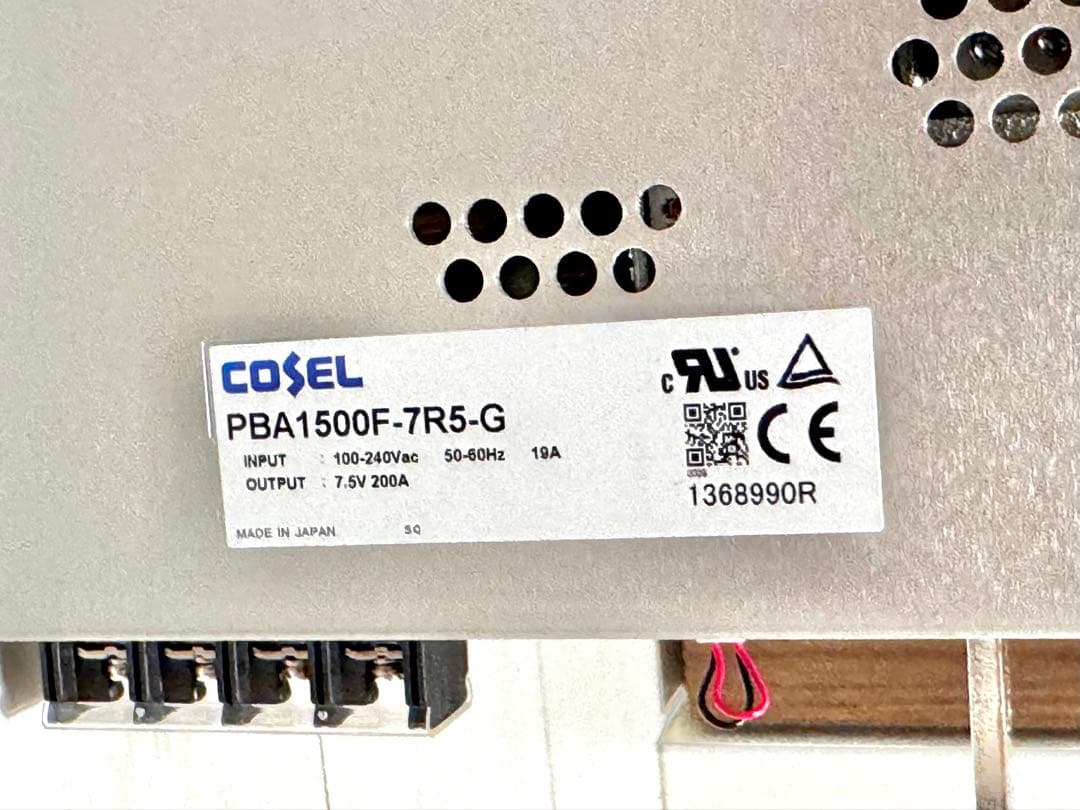 COSEL
PBA1500F-7R5-G
INPUT : 100-240Vac 50-60Hz 19A
OUTPUT : 7.5V 200A
MADE IN JAPAN SQ
c RU US
CE
1368990R